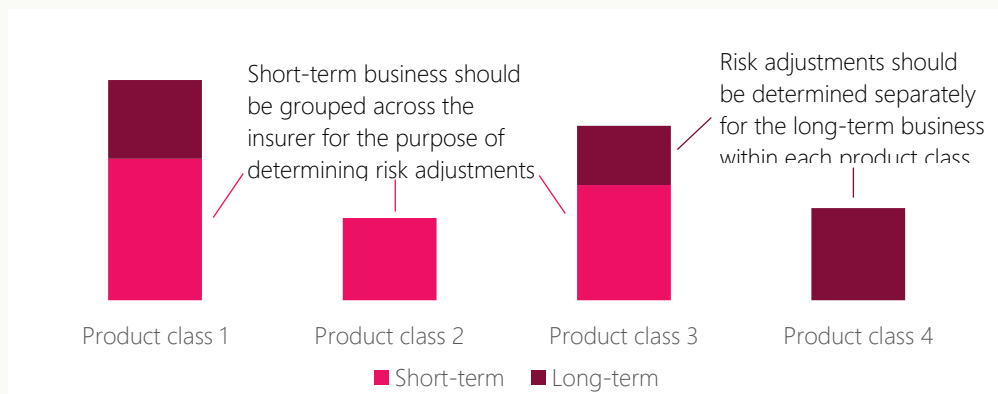 Short-term business should
be grouped across the
insurer for the purpose of
determining risk adjustments
Risk adjustments should
be determined separately
for the long-term business
within each product class
Product class 1
Product class 2
Product class 3
Product class 4
Short-term
Long-term